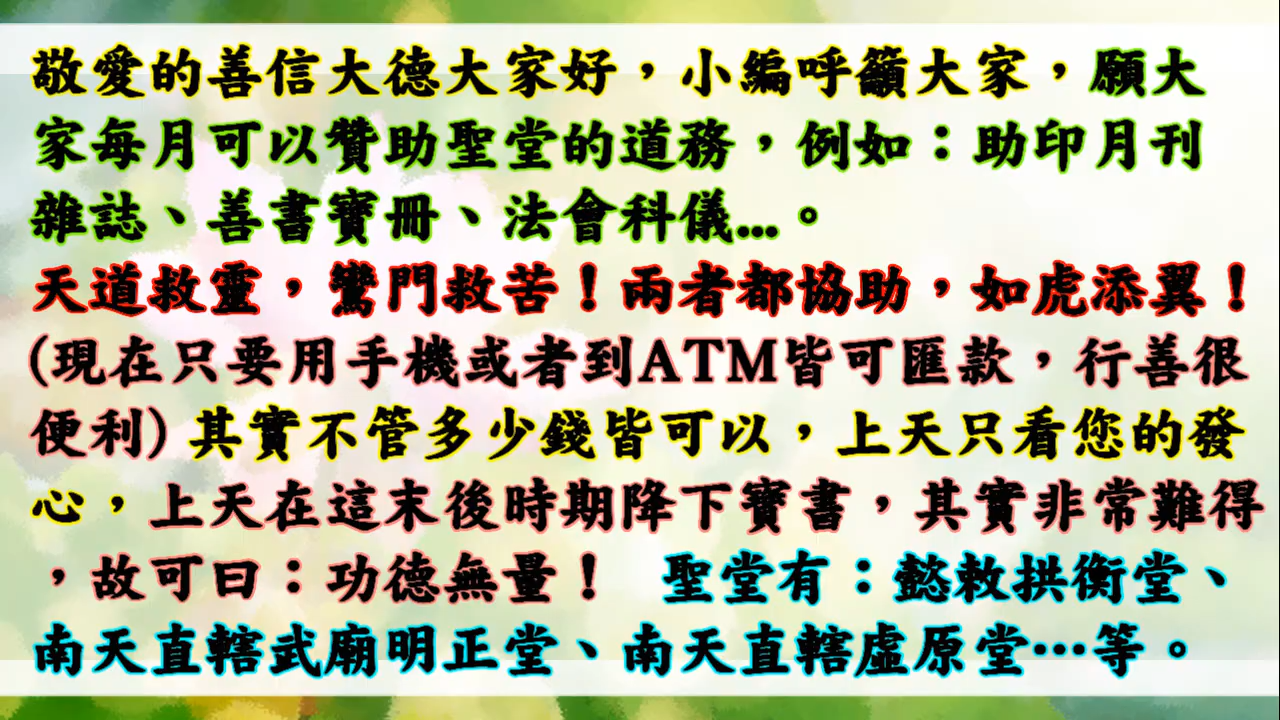 敬愛的善信大德大家好，小編呼籲大家，願大
家每月可以贊助聖堂的道務，例如：助印月刊
雜誌、善書寶冊、法會科儀...。
天道救靈，鸞門救苦！兩者都協助，如虎添翼！
(現在只要用手機或者到ATM皆可匯款，行善很
便利) 其實不管多少錢皆可以，上天只看您的發
心，上天在這末後時期降下寶書，其實非常難得
，故可曰：功德無量！ 聖堂有：懿敕拱衡堂、
南天直轄武廟明正堂、南天直轄虛原堂…等。